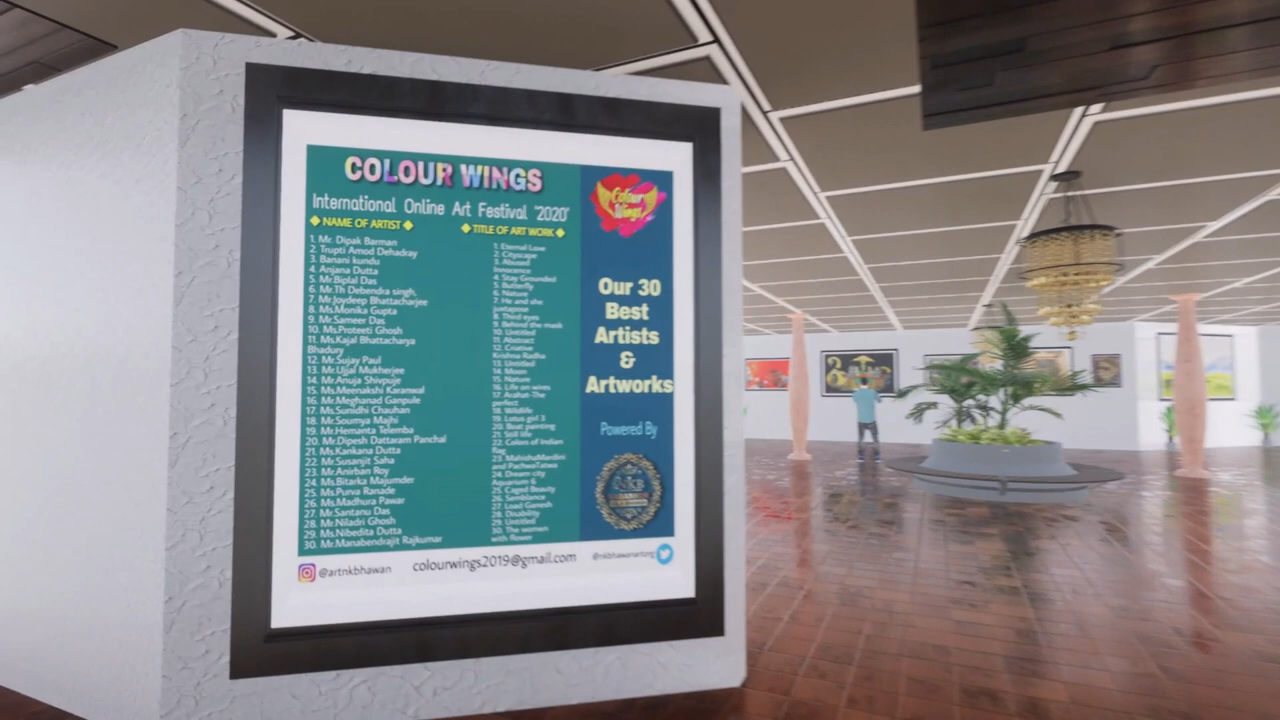 COLOUR WINGS
International Online Art Festival '2020'
NAME OF ARTIST
1. Mr. Dipak Barman
2. Trupti Amod Dehadray
3. Banani kundu
4. Anjana Dutta
5. Mr.Biplal Das
6. Mr.Th Debendra singh,
7. Mr.Joydeep Bhattacharjee
8. Ms.Monika Gupta
9. Mr.Sameer Das
10. Ms.Proteeti Ghosh
11. Ms.Kajal Bhattacharya
Bhadury
12. Mr.Sujay Paul
13. Mr.Ujjal Mukherjee
14. Mr.Anuja Shivpuje
15. Ms.Meenakshi Karanwal
16. Mr.Meghanad Ganpule
17. Ms.Sunidhi Chauhan
18. Mr.Soumya Majhi
19. Mr.Hemanta Telemba
20. Mr.Dipesh Dattaram Panchal
21. Ms.Kankana Dutta
22. Mr.Susanjit Saha
23. Mr.Anirban Roy
24. Ms.Bitarka Majumder
25. Ms.Purva Ranade
26. Ms.Madhura Pawar
27. Mr.Santanu Das
28. Mr.Niladri Ghosh
29. Ms.Nibedita Dutta
30. Mr.Manabendrajit Rajkumar
TITLE OF ART WORK
1. Eternal Love
2. Cityscape
3. Abused
Innocence
4. Stay Grounded
5. Butterfly
6. Nature
7. He and she
juxtapose
8. Third eyes
9. Behind the mask
10. Untitled
11. Abstract
12. Criative
Krishna Radha
13. Untitled
14. Moon
15. Nature
16. Life on wires
17. Arahat-The
perfect
18. Wildlife
19. Lotus girl 3
20. Boat painting
21. Still life
22. Colors of Indian
flag
23. MahishaMardini
and PachwaTatwa
24. Dream city
Aquarium 6
25. Caged Beauty
26. Semblance
27. Load Ganesh
28. Disability
29. Untitled
30. The women
with flower
Colour
Wings
Our 30
Best
Artists
&
Artworks
Powered By
@artnkbhawan
colourwings2019@gmail.com